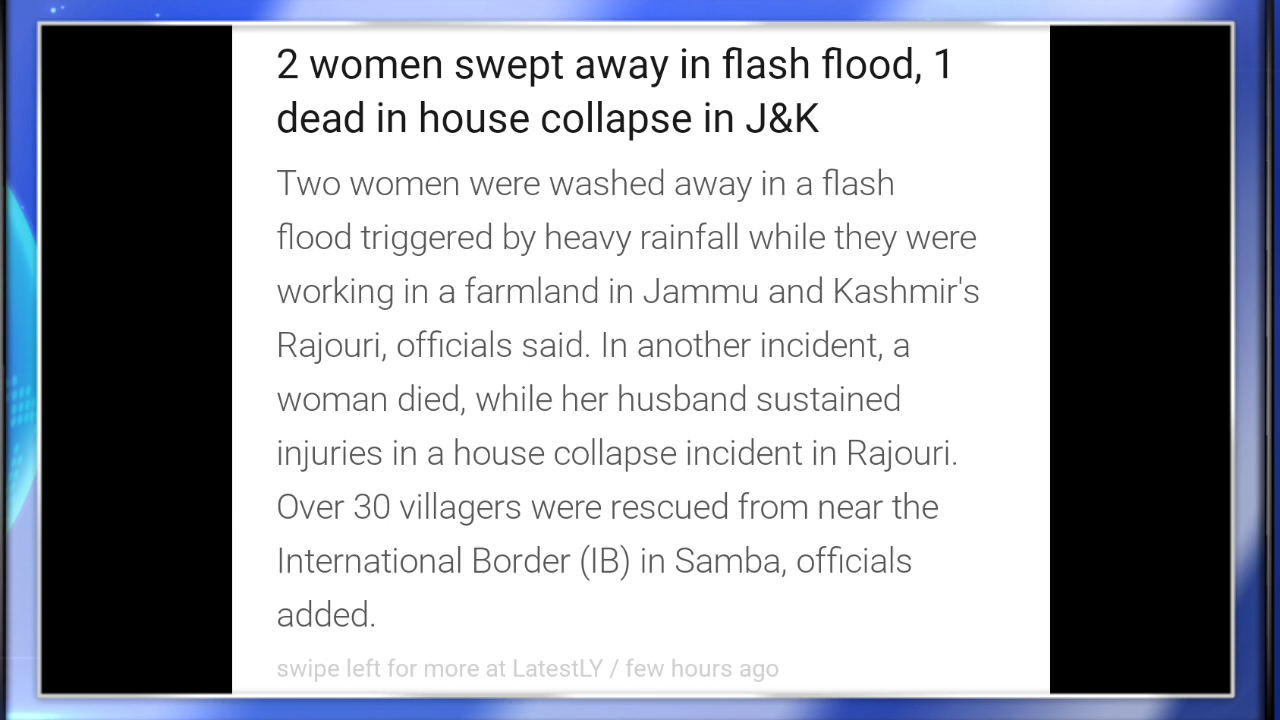 2 women swept away in flash flood, 1
dead in house collapse in J&K
Two women were washed away in a flash
flood triggered by heavy rainfall while they were
working in a farmland in Jammu and Kashmir's
Rajouri, officials said. In another incident, a
woman died, while her husband sustained
injuries in a house collapse incident in Rajouri.
Over 30 villagers were rescued from near the
International Border (IB) in Samba, officials
added.
swipe left for more at LatestLY / few hours ago